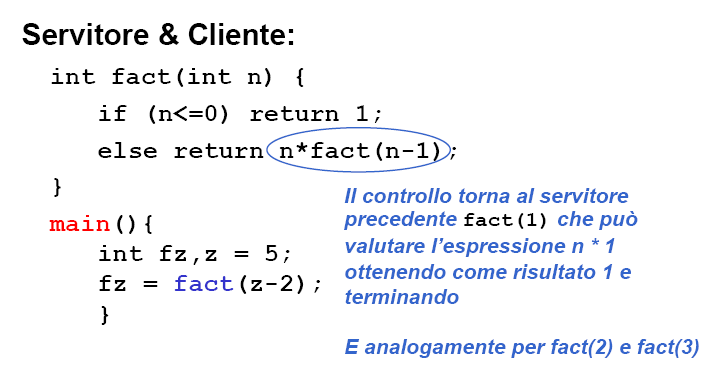 Servitore & Cliente:
int fact(int n) {
if (n<=0) return 1;
else return n*fact(n-1);
}
main(){
int fz,z = 5;
fz = fact(z-2);
}
Il controllo torna al servitore
precedente fact(1) che può
valutare l'espressione n * 1
ottenendo come risultato 1 e
terminando
E analogamente per fact(2) e fact(3)